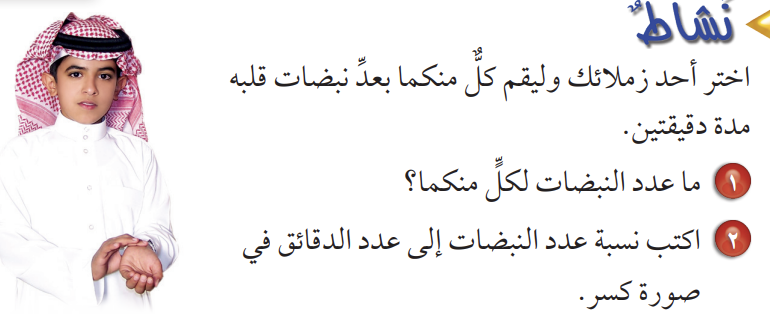 نَشَاطٌ
اختر أحد زملائك وليقم كلٌّ منكما بعدِّ نبضات قلبه
مدة دقيقتين.
١ ما عدد النبضات لكلٍّ منكما؟
٢ اكتب نسبة عدد النبضات إلى عدد الدقائق في
صورة كسر.